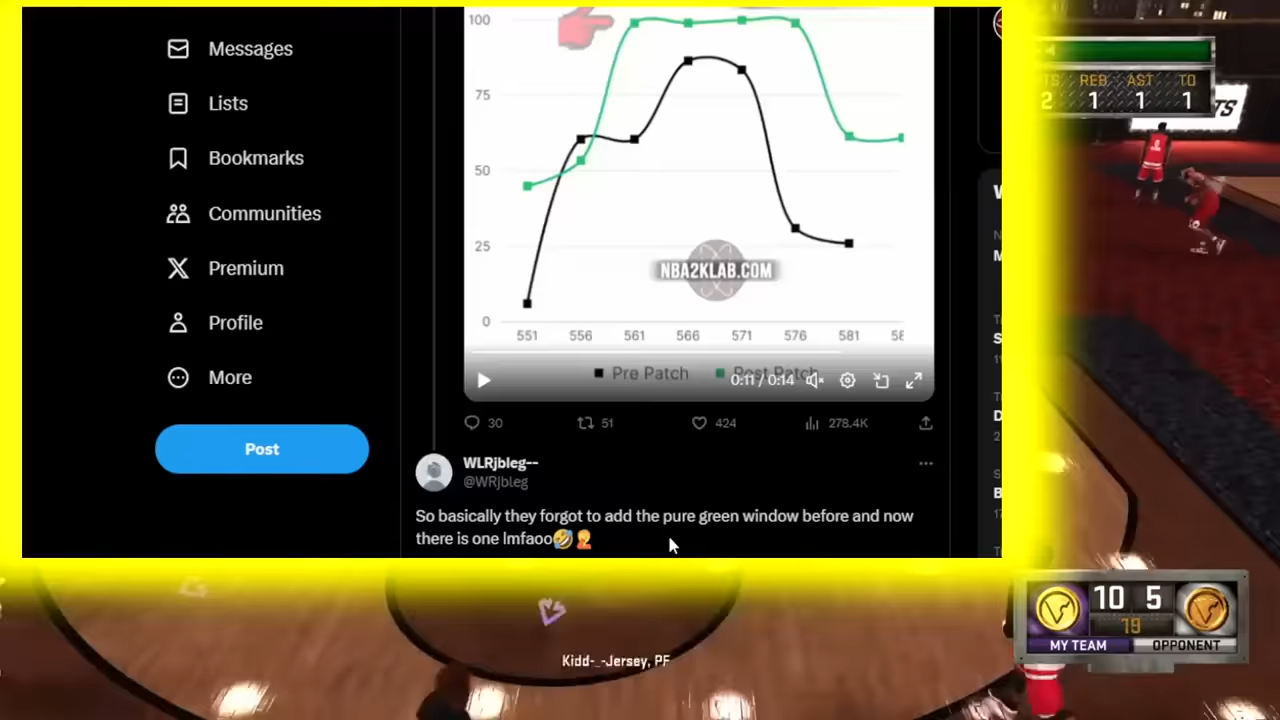 Messages
Lists
Bookmarks
Communities
Premium
Profile
More
Post
100
75
50
25
0
551 556 561 566 571 576 581
NBA2KLAB.COM
Pre Patch Post Patch
0:11 / 0:14
30 51 424 278.4K
WLRjbleg--
@WRjbleg
So basically they forgot to add the pure green window before and now
there is one lmfaoo🤣🤦
REB AST TO
2 1 1 1
10 5
19
MY TEAM OPPONENT
Kidd-_-Jersey, PF